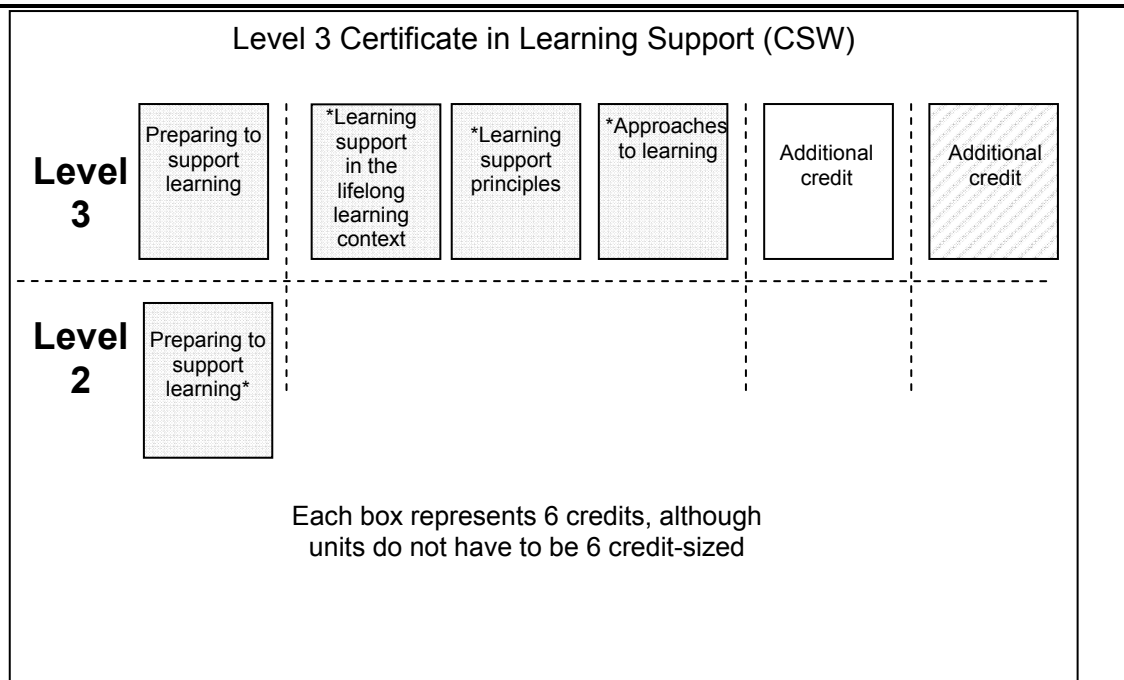 Level 3 Certificate in Learning Support (CSW)
Level
3
Preparing to
support
learning
*Learning
support
in the
lifelong
learning
context
*Learning
support
principles
*Approaches
to learning
Additional
credit
Additional
credit
Level
2
Preparing to
support
learning*
Each box represents 6 credits, although
units do not have to be 6 credit-sized